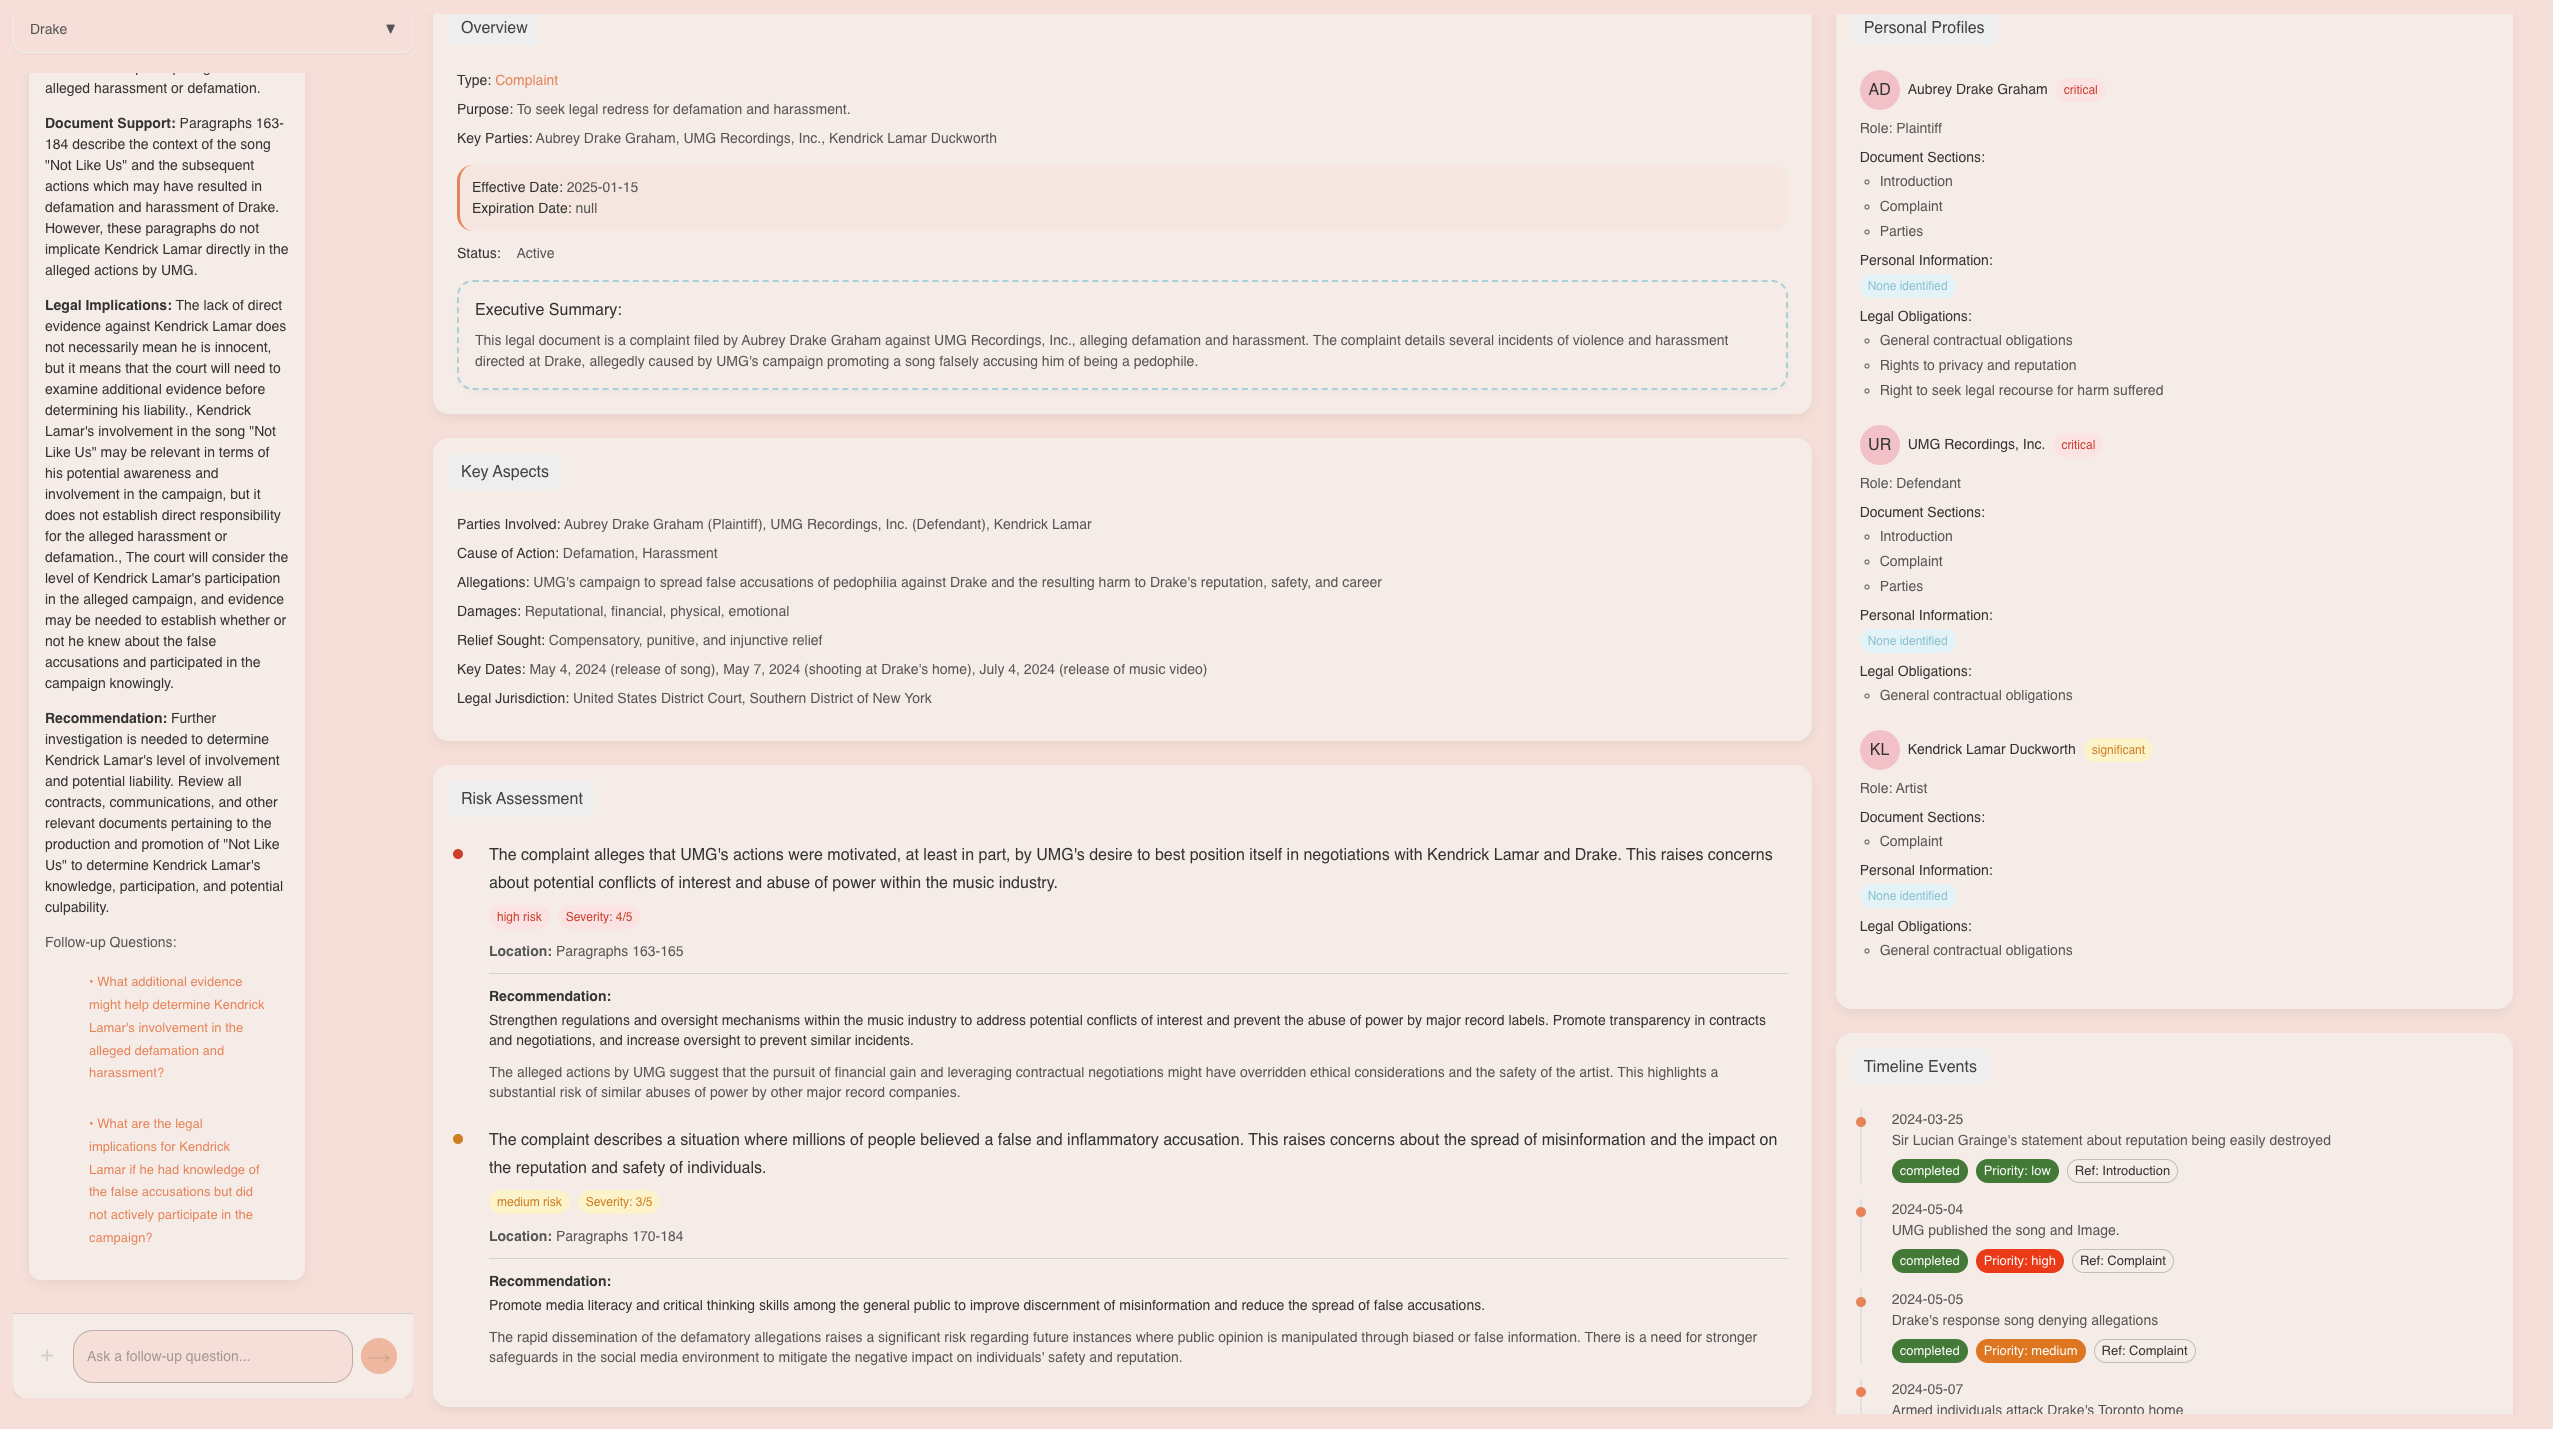 Drake
▼
alleged harassment or defamation.
Document Support: Paragraphs 163-
184 describe the context of the song
"Not Like Us" and the subsequent
actions which may have resulted in
defamation and harassment of Drake.
However, these paragraphs do not
implicate Kendrick Lamar directly in the
alleged actions by UMG.
Legal Implications: The lack of direct
evidence against Kendrick Lamar does
not necessarily mean he is innocent,
but it means that the court will need to
examine additional evidence before
determining his liability., Kendrick
Lamar's involvement in the song "Not
Like Us" may be relevant in terms of
his potential awareness and
involvement in the campaign, but it
does not establish direct responsibility
for the alleged harassment or
defamation., The court will consider the
level of Kendrick Lamar's participation
in the alleged campaign, and evidence
may be needed to establish whether or
not he knew about the false
accusations and participated in the
campaign knowingly.
Recommendation: Further
investigation is needed to determine
Kendrick Lamar's level of involvement
and potential liability. Review all
contracts, communications, and other
relevant documents pertaining to the
production and promotion of "Not Like
Us" to determine Kendrick Lamar's
knowledge, participation, and potential
culpability.
Follow-up Questions:
• What additional evidence
might help determine Kendrick
Lamar's involvement in the
alleged defamation and
harassment?
• What are the legal
implications for Kendrick
Lamar if he had knowledge of
the false accusations but did
not actively participate in the
campaign?
+ Ask a follow-up question... →
Overview
Type: Complaint
Purpose: To seek legal redress for defamation and harassment.
Key Parties: Aubrey Drake Graham, UMG Recordings, Inc., Kendrick Lamar Duckworth
Effective Date: 2025-01-15
Expiration Date: null
Status: Active
Executive Summary:
This legal document is a complaint filed by Aubrey Drake Graham against UMG Recordings, Inc., alleging defamation and harassment. The complaint details several incidents of violence and harassment
directed at Drake, allegedly caused by UMG's campaign promoting a song falsely accusing him of being a pedophile.
Key Aspects
Parties Involved: Aubrey Drake Graham (Plaintiff), UMG Recordings, Inc. (Defendant), Kendrick Lamar
Cause of Action: Defamation, Harassment
Allegations: UMG's campaign to spread false accusations of pedophilia against Drake and the resulting harm to Drake's reputation, safety, and career
Damages: Reputational, financial, physical, emotional
Relief Sought: Compensatory, punitive, and injunctive relief
Key Dates: May 4, 2024 (release of song), May 7, 2024 (shooting at Drake's home), July 4, 2024 (release of music video)
Legal Jurisdiction: United States District Court, Southern District of New York
Risk Assessment
The complaint alleges that UMG's actions were motivated, at least in part, by UMG's desire to best position itself in negotiations with Kendrick Lamar and Drake. This raises concerns
about potential conflicts of interest and abuse of power within the music industry.
high risk Severity: 4/5
Location: Paragraphs 163-165
Recommendation:
Strengthen regulations and oversight mechanisms within the music industry to address potential conflicts of interest and prevent the abuse of power by major record labels. Promote transparency in contracts
and negotiations, and increase oversight to prevent similar incidents.
The alleged actions by UMG suggest that the pursuit of financial gain and leveraging contractual negotiations might have overridden ethical considerations and the safety of the artist. This highlights a
substantial risk of similar abuses of power by other major record companies.
The complaint describes a situation where millions of people believed a false and inflammatory accusation. This raises concerns about the spread of misinformation and the impact on
the reputation and safety of individuals.
medium risk Severity: 3/5
Location: Paragraphs 170-184
Recommendation:
Promote media literacy and critical thinking skills among the general public to improve discernment of misinformation and reduce the spread of false accusations.
The rapid dissemination of the defamatory allegations raises a significant risk regarding future instances where public opinion is manipulated through biased or false information. There is a need for stronger
safeguards in the social media environment to mitigate the negative impact on individuals' safety and reputation.
Personal Profiles
AD Aubrey Drake Graham critical
Role: Plaintiff
Document Sections:
Introduction
Complaint
Parties
Personal Information:
None identified
Legal Obligations:
General contractual obligations
Rights to privacy and reputation
Right to seek legal recourse for harm suffered
UR UMG Recordings, Inc. critical
Role: Defendant
Document Sections:
Introduction
Complaint
Parties
Personal Information:
None identified
Legal Obligations:
General contractual obligations
KL Kendrick Lamar Duckworth significant
Role: Artist
Document Sections:
Complaint
Personal Information:
None identified
Legal Obligations:
General contractual obligations
Timeline Events
2024-03-25
Sir Lucian Grainge's statement about reputation being easily destroyed
completed Priority: low Ref: Introduction
2024-05-04
UMG published the song and Image.
completed Priority: high Ref: Complaint
2024-05-05
Drake's response song denying allegations
completed Priority: medium Ref: Complaint
2024-05-07
Armed individuals attack Drake's Toronto home